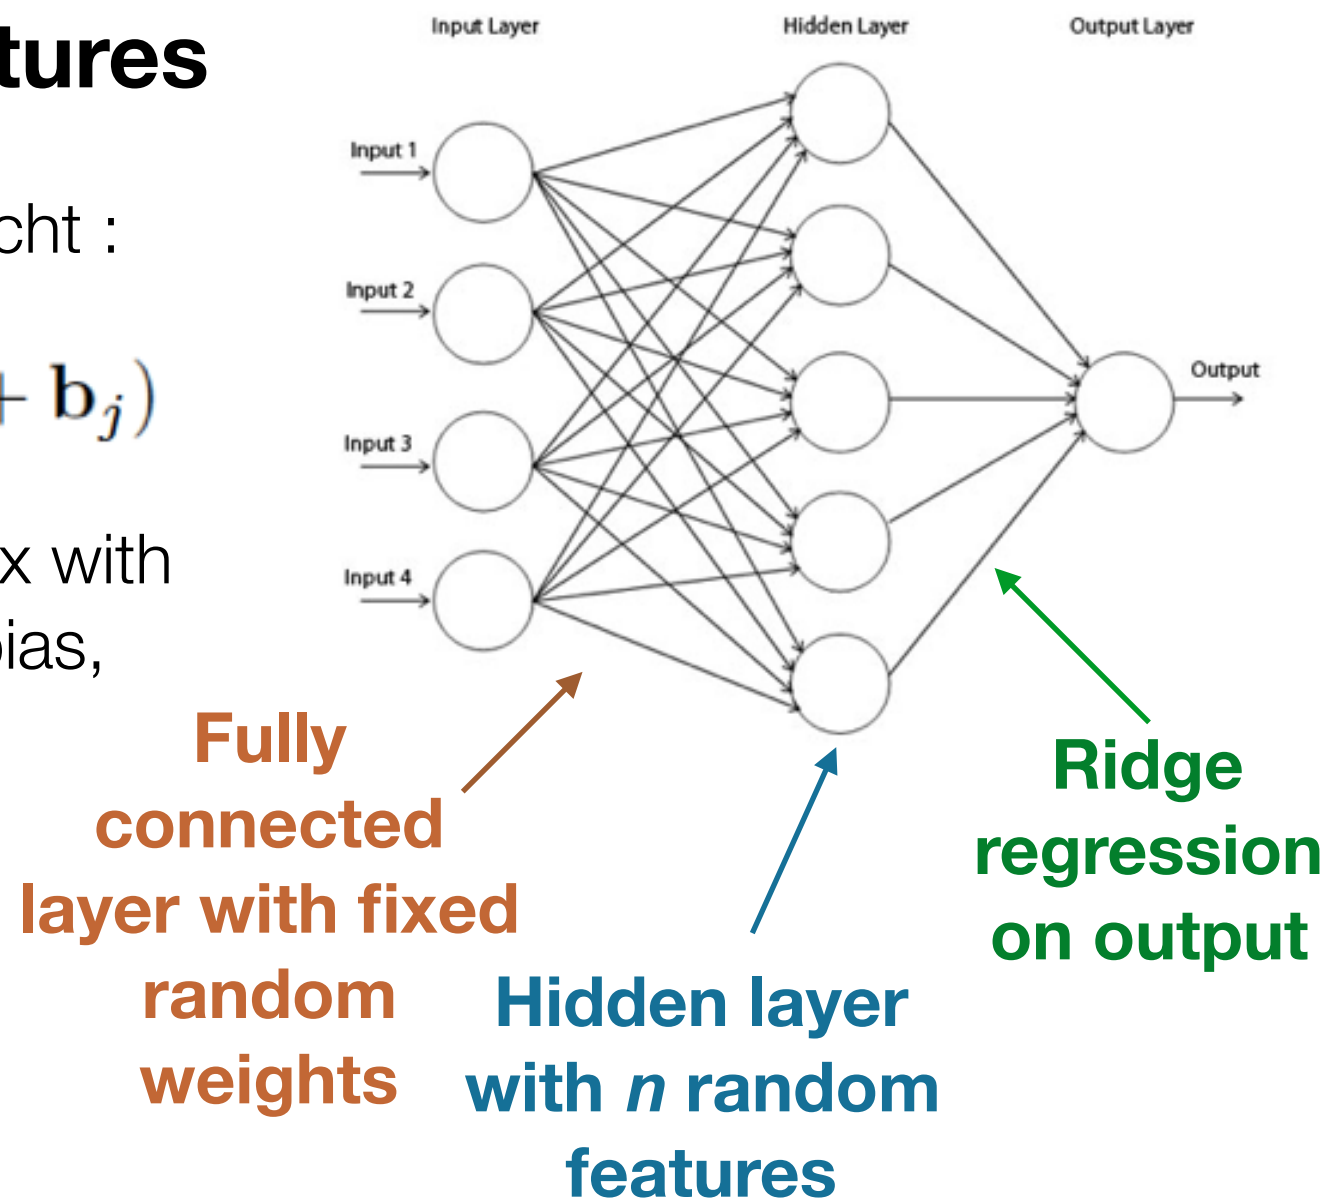 tures
cht :
+ b_j)
x with
bias,
Input Layer
Hidden Layer
Output Layer
Input 1
Input 2
Input 3
Input 4
Output
Fully
connected
layer with fixed
random
weights
Hidden layer
with n random
features
Ridge
regression
on output